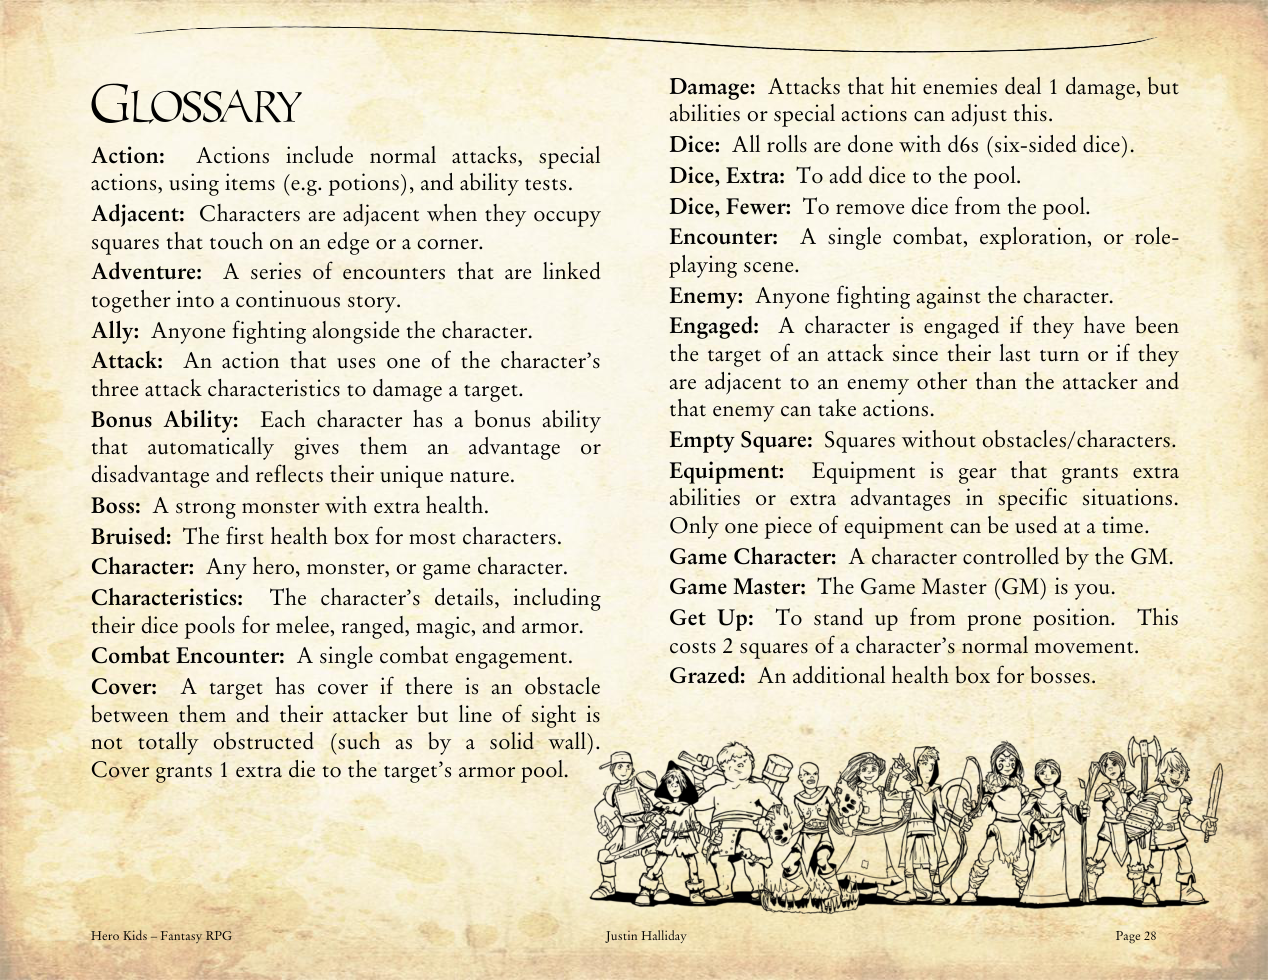 GLOSSARY
Action: Actions include normal attacks, special
actions, using items (e.g. potions), and ability tests.
Adjacent: Characters are adjacent when they occupy
squares that touch on an edge or a corner.
Adventure: A series of encounters that are linked
together into a continuous story.
Ally: Anyone fighting alongside the character.
Attack: An action that uses one of the character's
three attack characteristics to damage a target.
Bonus Ability: Each character has a bonus ability
that automatically gives them an advantage or
disadvantage and reflects their unique nature.
Boss: A strong monster with extra health.
Bruised: The first health box for most characters.
Character: Any hero, monster, or game character.
Characteristics: The character's details, including
their dice pools for melee, ranged, magic, and armor.
Combat Encounter: A single combat engagement.
Cover: A target has cover if there is an obstacle
between them and their attacker but line of sight is
not totally obstructed (such as by a solid wall).
Cover grants 1 extra die to the target's armor pool.
Damage: Attacks that hit enemies deal 1 damage, but
abilities or special actions can adjust this.
Dice: All rolls are done with d6s (six-sided dice).
Dice, Extra: To add dice to the pool.
Dice, Fewer: To remove dice from the pool.
Encounter: A single combat, exploration, or role-
playing scene.
Enemy: Anyone fighting against the character.
Engaged: A character is engaged if they have been
the target of an attack since their last turn or if they
are adjacent to an enemy other than the attacker and
that enemy can take actions.
Empty Square: Squares without obstacles/characters.
Equipment: Equipment is gear that grants extra
abilities or extra advantages in specific situations.
Only one piece of equipment can be used at a time.
Game Character: A character controlled by the GM.
Game Master: The Game Master (GM) is you.
Get Up: To stand up from prone position. This
costs 2 squares of a character's normal movement.
Grazed: An additional health box for bosses.
Hero Kids – Fantasy RPG
Justin Halliday
Page 28